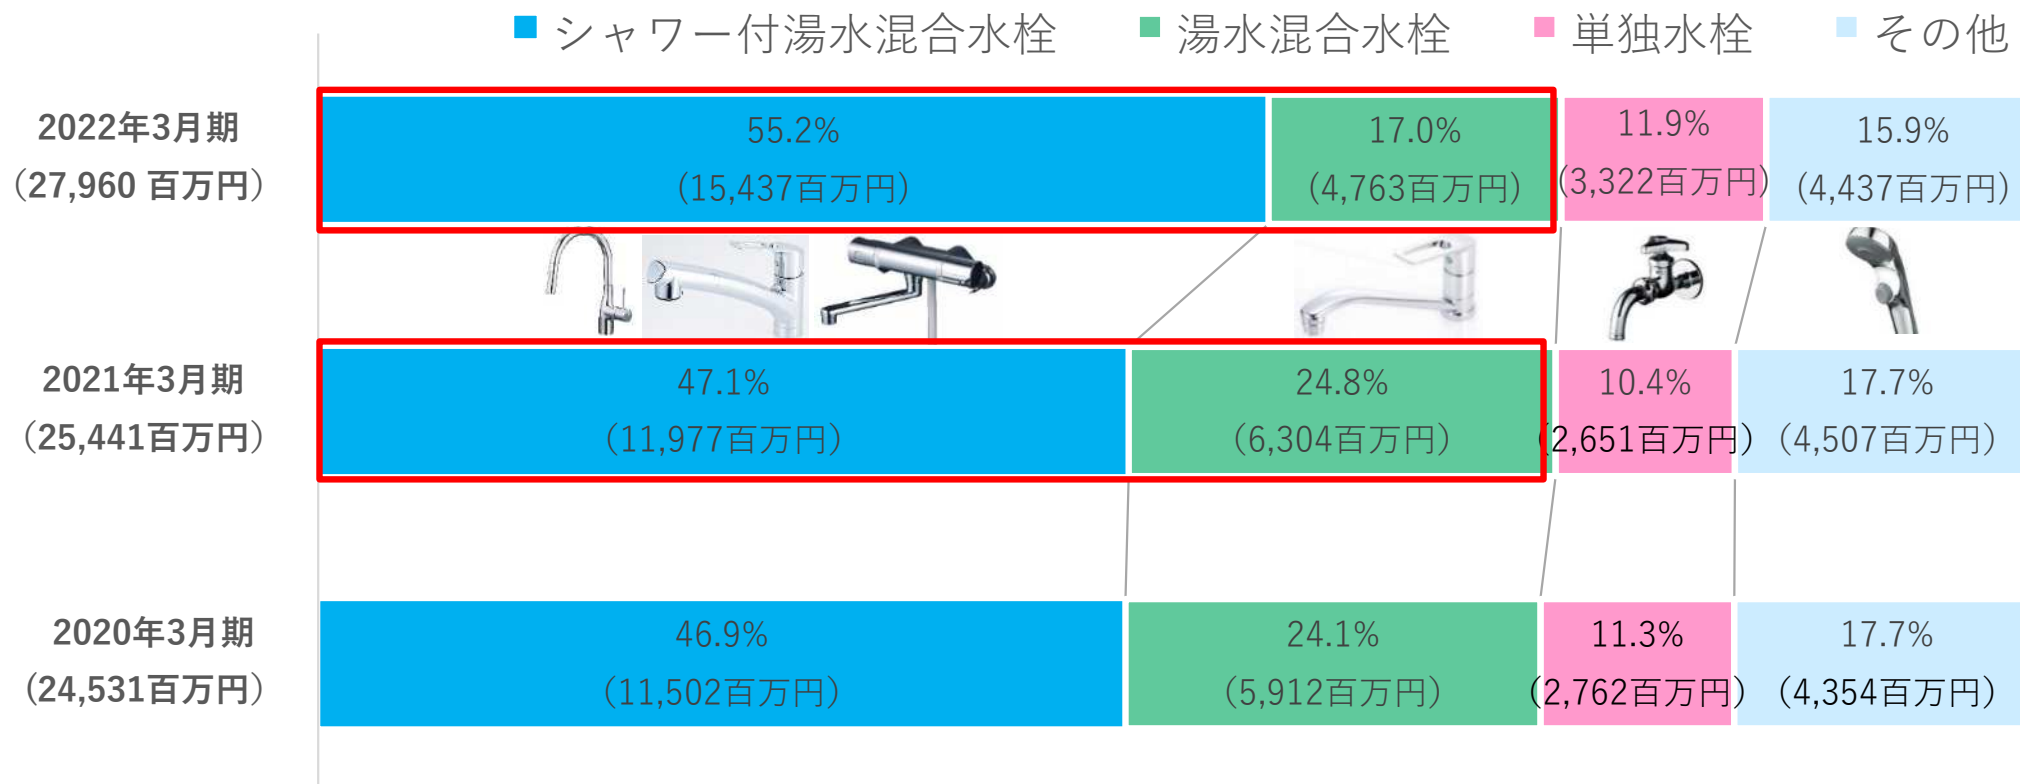 シャワー付湯水混合水栓 湯水混合水栓 単独水栓 その他
2022年3月期
（27,960 百万円）
55.2%
（15,437百万円）
17.0%
（4,763百万円）
11.9%
（3,322百万円）
15.9%
（4,437百万円）
2021年3月期
（25,441百万円）
47.1%
（11,977百万円）
24.8%
（6,304百万円）
10.4%
（2,651百万円）
17.7%
（4,507百万円）
2020年3月期
（24,531百万円）
46.9%
（11,502百万円）
24.1%
（5,912百万円）
11.3%
（2,762百万円）
17.7%
（4,354百万円）